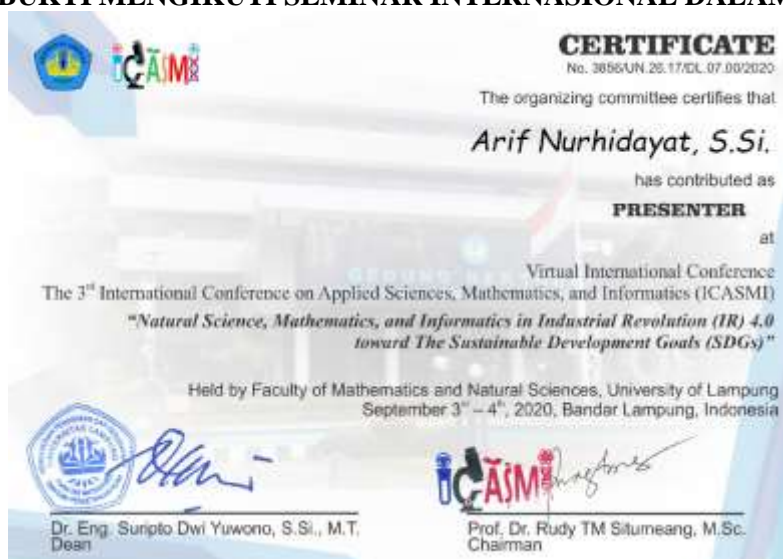 BUKTI MENGIKUTI SEMINAR INTERNASIONAL DALAM
iCASMi
CERTIFICATE
No. 3856/UN.26.17/DL.07.00/2020
The organizing committee certifies that
Arif Nurhidayat, S.Si.
has contributed as
PRESENTER
at
Virtual International Conference
The 3rd International Conference on Applied Sciences, Mathematics, and Informatics (ICASMI)
"Natural Science, Mathematics, and Informatics in Industrial Revolution (IR) 4.0
toward The Sustainable Development Goals (SDGs)"
Held by Faculty of Mathematics and Natural Sciences, University of Lampung
September 3rd – 4th, 2020, Bandar Lampung, Indonesia
iCASMi
Dr. Eng. Suripto Dwi Yuwono, S.Si., M.T.
Dean
Prof. Dr. Rudy TM Situmeang, M.Sc.
Chairman